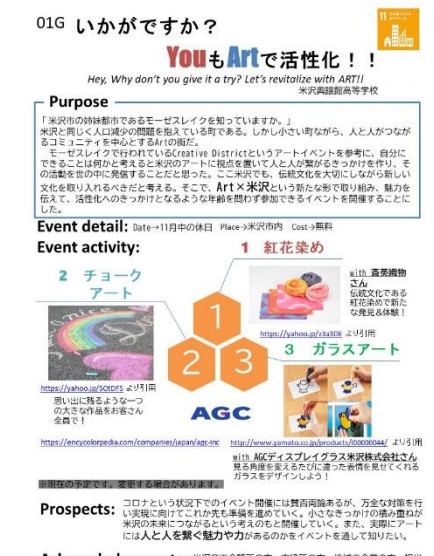 01G いかがですか?
11
YouもArtで活性化!!
Hey, Why don't you give it a try? Let's revitalize with ART!!
米沢興譲館高等学校
Purpose
「米沢市の姉妹都市であるモーゼスレイクを知っていますか。」
米沢と同じく人口減少の問題を抱えている町である。しかし小さい町ながら、人と人がつなが
るコミュニティを中心とするArtの街だ。
モーゼスレイクで行われているCreative Districtというアートイベントを参考に、自分に
できることは何かと考えると米沢のアートに視点を置いて人と人が繋がるきっかけを作り、そ
の活動を世の中に発信することだと思った。ここ米沢でも、伝統文化を大切にしながら新しい
文化を取り入れるべきだと考える。そこで、Art×米沢という新たな形で取り組み、魅力を
伝えて、活性化へのきっかけとなるような年齢を問わず参加できるイベントを開催することに
した。
Event detail: Date→11月中の休日 Place→米沢市内 Cost→無料
Event activity:
1 紅花染め
with 斎英織物
さん
伝統文化である
紅花染めで新た
な発見&体験!
https://yahoo.jp/z3a3DE より引用
2 チョーク
アート
https://yahoo.jp/SOtDFS より引用
思い出に残るような一つ
の大きな作品をお客さん
全員で!
1
2 3
3 ガラスアート
AGC
https://encycolorpedia.com/companies/japan/agc-inc
http://www.yamato.co.jp/products/I00000044/ より引用
with AGCディスプレイグラス米沢株式会社さん
見る角度を変えるたびに違った表情を見せてくれる
ガラスをデザインしよう!
※現在の予定です。変更する場合があります。
Prospects: コロナという状況下でのイベント開催には賛否両論あるが、万全な対策を行
い実現に向けてこれか先も準備を進めていく。小さなきっかけの積み重ねが
米沢の未来につながるという考えのもと開催していく。また、実際にアート
には人と人を繋ぐ魅力や力があるのかをイベントを通して知りたい。